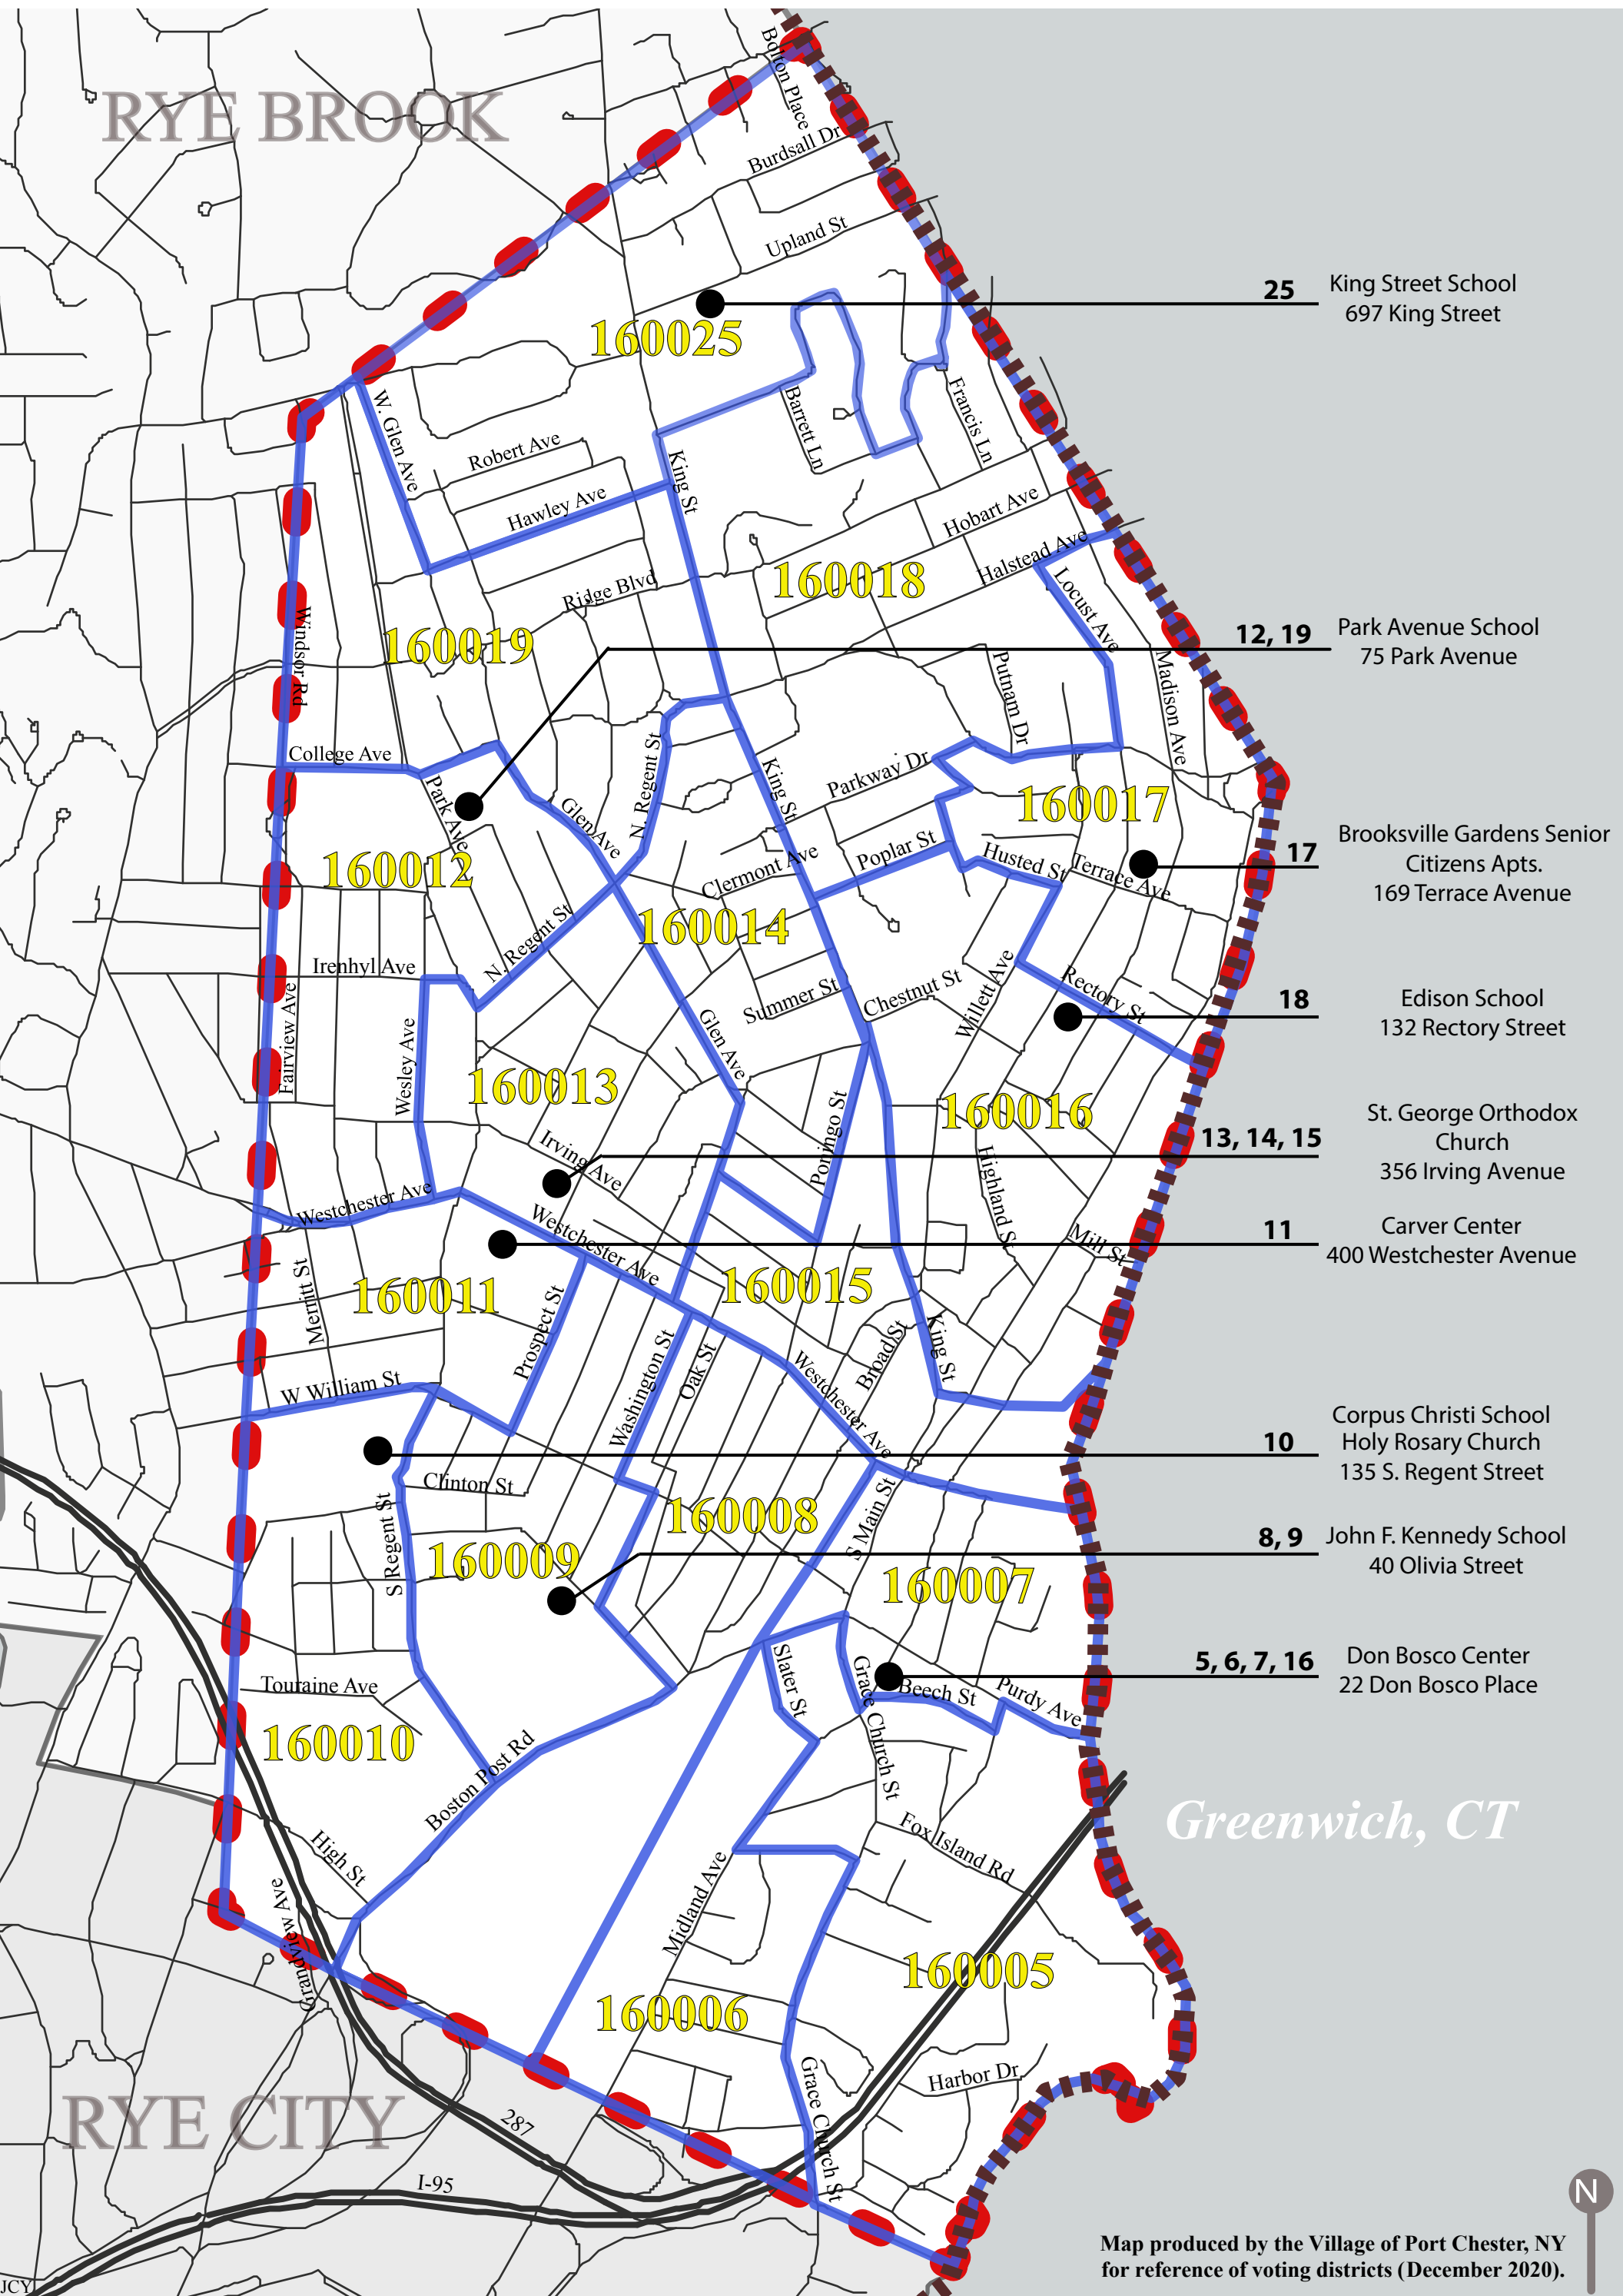 RYE BROOK
Bolton Place
Burdsall Dr
Upland St
25
King Street School
697 King Street
160025
W. Glen Ave
Robert Ave
Hawley Ave
King St
Barrett Ln
Francis Ln
Hobart Ave
Halstead Ave
160018
Ridge Blvd
Locust Ave
Windsor Rd
160019
12, 19
Park Avenue School
75 Park Avenue
Putnam Dr
Madison Ave
College Ave
N. Regent St
King St
Parkway Dr
Park Ave
Glen Ave
160017
Poplar St
Husted St
Terrace Ave
17
Brooksville Gardens Senior
Citizens Apts.
169 Terrace Avenue
160012
Clermont Ave
160014
N. Regent St
Irenhyl Ave
Fairview Ave
Summer St
Chestnut St
Willett Ave
Rectory St
18
Edison School
132 Rectory Street
Wesley Ave
Glen Ave
160013
Poningo St
160016
Irving Ave
13, 14, 15
St. George Orthodox
Church
356 Irving Avenue
Westchester Ave
Westchester Ave
Highland St
Mill St
11
Carver Center
400 Westchester Avenue
Merritt St
160011
160015
Prospect St
Washington St
Oak St
Broad St
King St
W William St
Westchester Ave
10
Corpus Christi School
Holy Rosary Church
135 S. Regent Street
Clinton St
S Regent St
160008
S Main St
8, 9
John F. Kennedy School
40 Olivia Street
160009
160007
Slater St
Grace Church St
Beech St
Purdy Ave
5, 6, 7, 16
Don Bosco Center
22 Don Bosco Place
Touraine Ave
160010
Boston Post Rd
Greenwich, CT
High St
Fox Island Rd
Grandview Ave
Midland Ave
160005
160006
Harbor Dr
Grace Church St
RYE CITY
287
I-95
N
JCY
Map produced by the Village of Port Chester, NY
for reference of voting districts (December 2020).